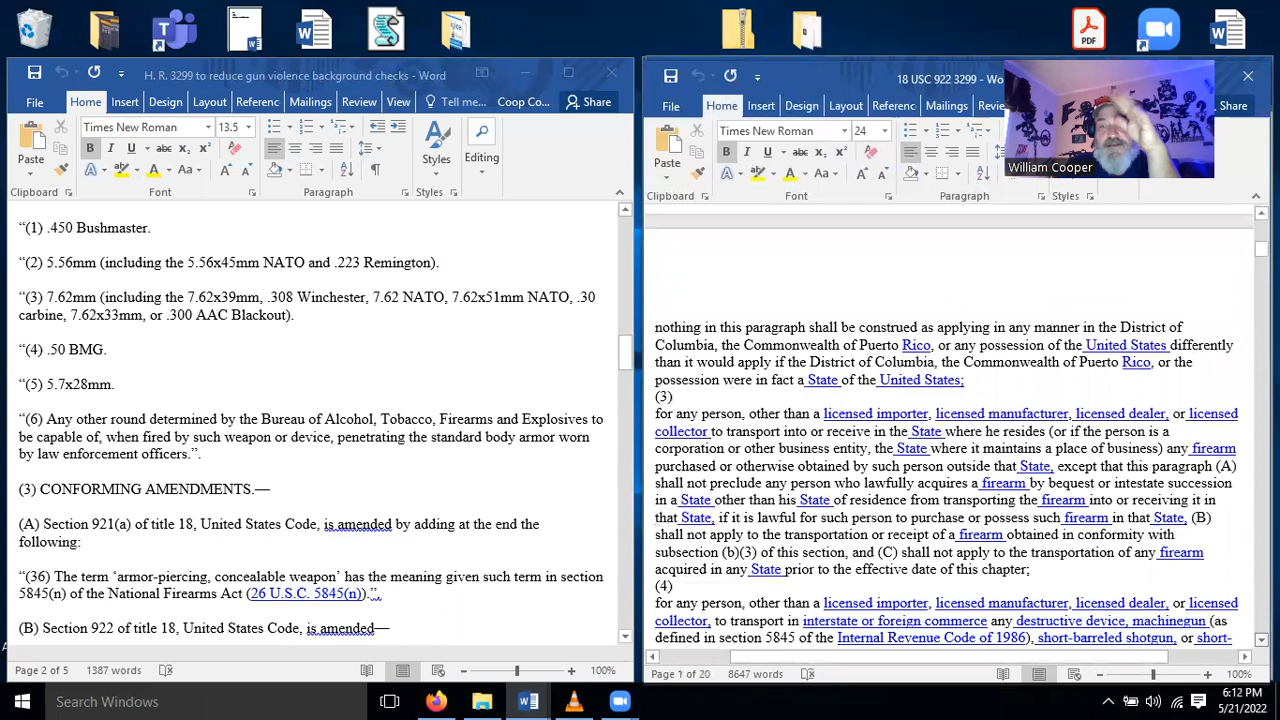 H. R. 3299 to reduce gun violence background checks - Word
File Home Insert Design Layout Referenc Mailings Review View Tell me... Coop Co... Share
Times New Roman 13.5
Paste
Styles
Editing
Clipboard Font Paragraph Styles
“(1) .450 Bushmaster.
“(2) 5.56mm (including the 5.56x45mm NATO and .223 Remington).
“(3) 7.62mm (including the 7.62x39mm, .308 Winchester, 7.62 NATO, 7.62x51mm NATO, .30
carbine, 7.62x33mm, or .300 AAC Blackout).
“(4) .50 BMG.
“(5) 5.7x28mm.
“(6) Any other round determined by the Bureau of Alcohol, Tobacco, Firearms and Explosives to
be capable of, when fired by such weapon or device, penetrating the standard body armor worn
by law enforcement officers.”.
(3) CONFORMING AMENDMENTS.—
(A) Section 921(a) of title 18, United States Code, is amended by adding at the end the
following:
“(36) The term ‘armor-piercing, concealable weapon’ has the meaning given such term in section
5845(n) of the National Firearms Act (26 U.S.C. 5845(n)).”.
(B) Section 922 of title 18, United States Code, is amended—
Page 2 of 5 1387 words 100%
PDF
18 USC 922 3299 - Wo
File Home Insert Design Layout Referenc Mailings Revie Share
Times New Roman 24
Paste
Clipboard Font Paragraph Styles
William Cooper
nothing in this paragraph shall be construed as applying in any manner in the District of
Columbia, the Commonwealth of Puerto Rico, or any possession of the United States differently
than it would apply if the District of Columbia, the Commonwealth of Puerto Rico, or the
possession were in fact a State of the United States;
(3)
for any person, other than a licensed importer, licensed manufacturer, licensed dealer, or licensed
collector to transport into or receive in the State where he resides (or if the person is a
corporation or other business entity, the State where it maintains a place of business) any firearm
purchased or otherwise obtained by such person outside that State, except that this paragraph (A)
shall not preclude any person who lawfully acquires a firearm by bequest or intestate succession
in a State other than his State of residence from transporting the firearm into or receiving it in
that State, if it is lawful for such person to purchase or possess such firearm in that State, (B)
shall not apply to the transportation or receipt of a firearm obtained in conformity with
subsection (b)(3) of this section, and (C) shall not apply to the transportation of any firearm
acquired in any State prior to the effective date of this chapter;
(4)
for any person, other than a licensed importer, licensed manufacturer, licensed dealer, or licensed
collector, to transport in interstate or foreign commerce any destructive device, machinegun (as
defined in section 5845 of the Internal Revenue Code of 1986), short-barreled shotgun, or short-
Page 1 of 20 8647 words 100%
Search Windows
6:12 PM
5/21/2022